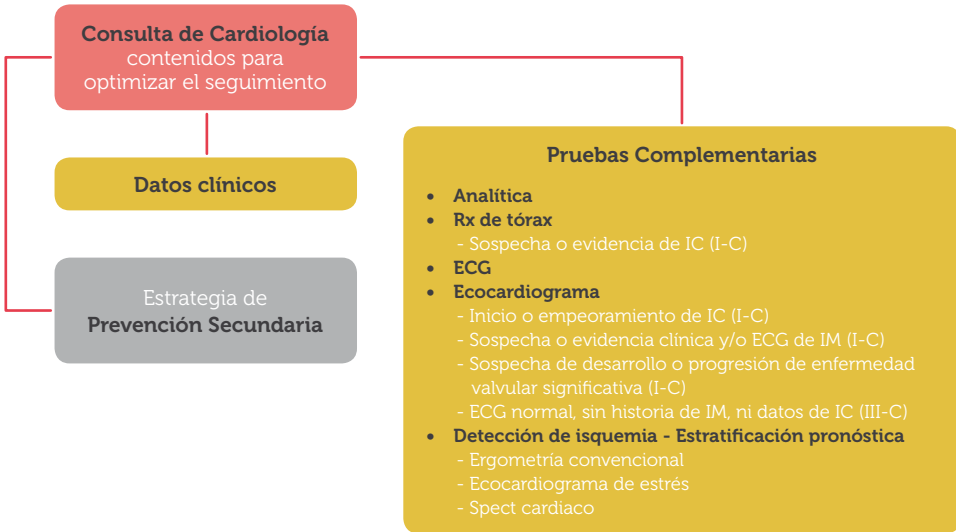 Consulta de Cardiología
contenidos para
optimizar el seguimiento
Datos clínicos
Estrategia de
Prevención Secundaria
Pruebas Complementarias
• Analítica
• Rx de tórax
- Sospecha o evidencia de IC (I-C)
• ECG
• Ecocardiograma
- Inicio o empeoramiento de IC (I-C)
- Sospecha o evidencia clínica y/o ECG de IM (I-C)
- Sospecha de desarrollo o progresión de enfermedad
valvular significativa (I-C)
- ECG normal, sin historia de IM, ni datos de IC (III-C)
• Detección de isquemia - Estratificación pronóstica
- Ergometría convencional
- Ecocardiograma de estrés
- Spect cardiaco